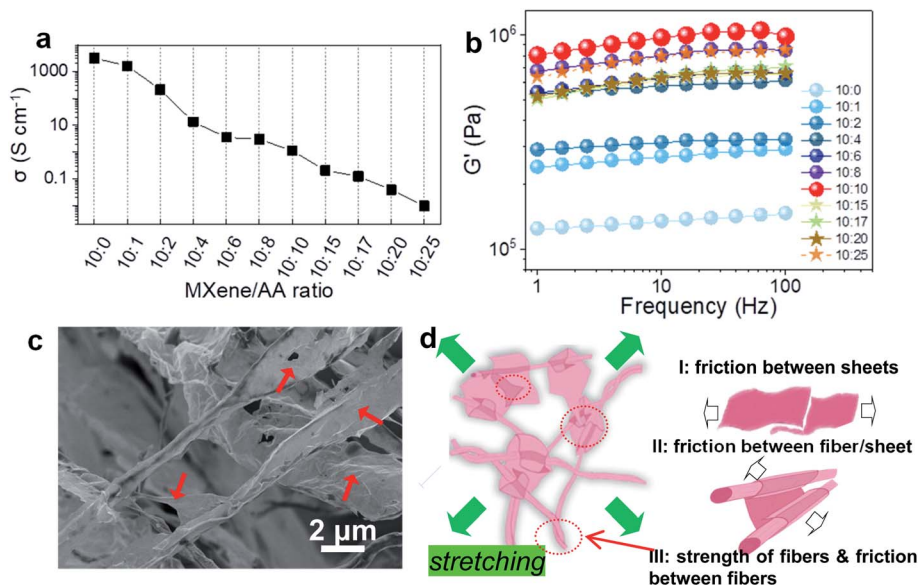 a
σ (S cm⁻¹)
1000
10
0.1
10:0
10:1
10:2
10:4
10:6
10:8
10:10
10:15
10:17
10:20
10:25
MXene/AA ratio
b
G' (Pa)
10⁶
10⁵
1
10
100
Frequency (Hz)
10:0
10:1
10:2
10:4
10:6
10:8
10:10
10:15
10:17
10:20
10:25
c
2 µm
d
stretching
I: friction between sheets
II: friction between fiber/sheet
III: strength of fibers & friction
between fibers